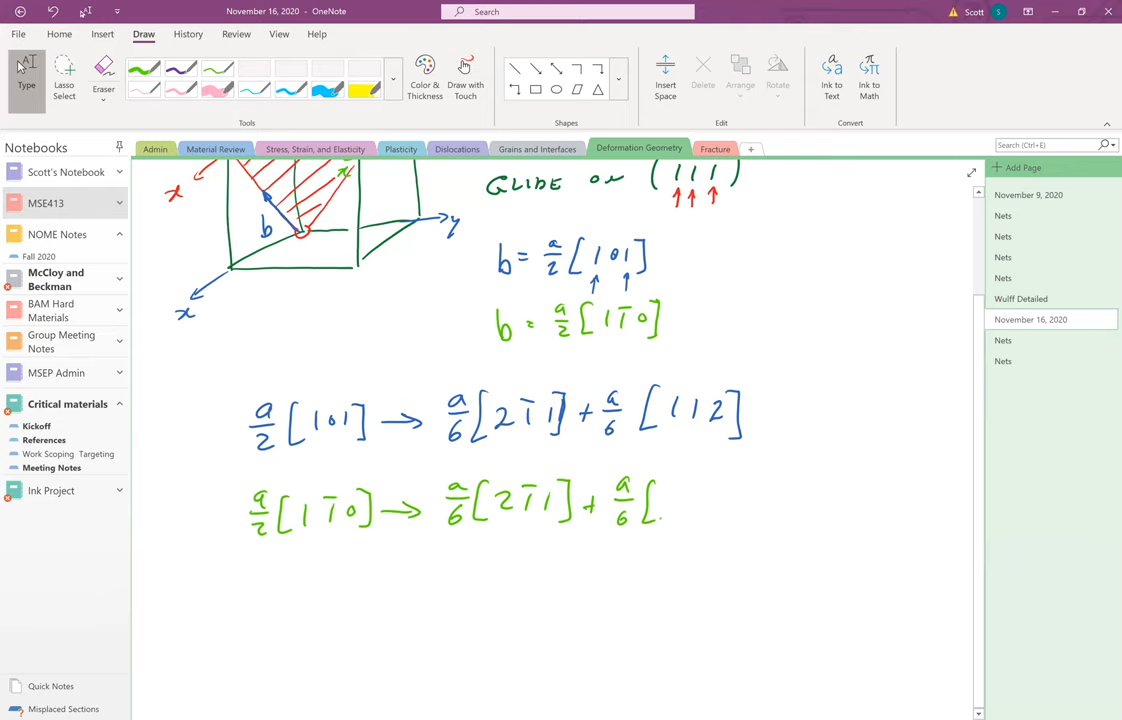 November 16, 2020 - OneNote
Search
Scott
S
File
Home
Insert
Draw
History
Review
View
Help
Type
Lasso Select
Eraser
Color & Thickness
Draw with Touch
Insert Space
Delete
Arrange
Rotate
Ink to Text
Ink to Math
Tools
Shapes
Edit
Convert
Notebooks
Admin
Material Review
Stress, Strain, and Elasticity
Plasticity
Dislocations
Grains and Interfaces
Deformation Geometry
Fracture
Search (Ctrl+E)
Scott's Notebook
MSE413
NOME Notes
Fall 2020
McCloy and Beckman
BAM Hard Materials
Group Meeting Notes
MSEP Admin
Critical materials
Kickoff
References
Work Scoping Targeting
Meeting Notes
Ink Project
Quick Notes
Misplaced Sections
x
b
y
x
GLIDE on (111)
b = a/2 [101]
b = a/2 [11̅0]
a/2 [101] → a/6 [21̅1] + a/6 [112]
a/2 [11̅0] → a/6 [21̅1] + a/6 [
Add Page
November 9, 2020
Nets
Nets
Nets
Nets
Wulff Detailed
November 16, 2020
Nets
Nets